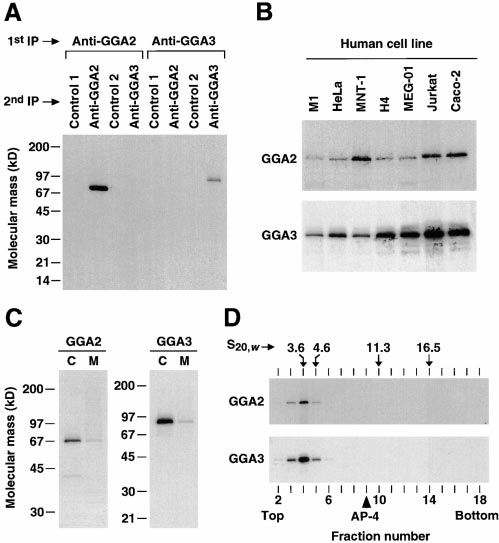 A
1st IP → Anti-GGA2 Anti-GGA3
2nd IP → Control 1 Anti-GGA2 Control 2 Anti-GGA3 Control 1 Anti-GGA2 Control 2 Anti-GGA3
Molecular mass (kD)
200
97
67
45
30
21
14
B
Human cell line
M1 HeLa MNT-1 H4 MEG-01 Jurkat Caco-2
GGA2
GGA3
C
GGA2 GGA3
C M C M
Molecular mass (kD)
200
97
67
45
30
200
97
67
45
30
21
D
S20,w → 3.6 4.6 11.3 16.5
GGA2
GGA3
2 6 10 14 18
Top AP-4 Bottom
Fraction number